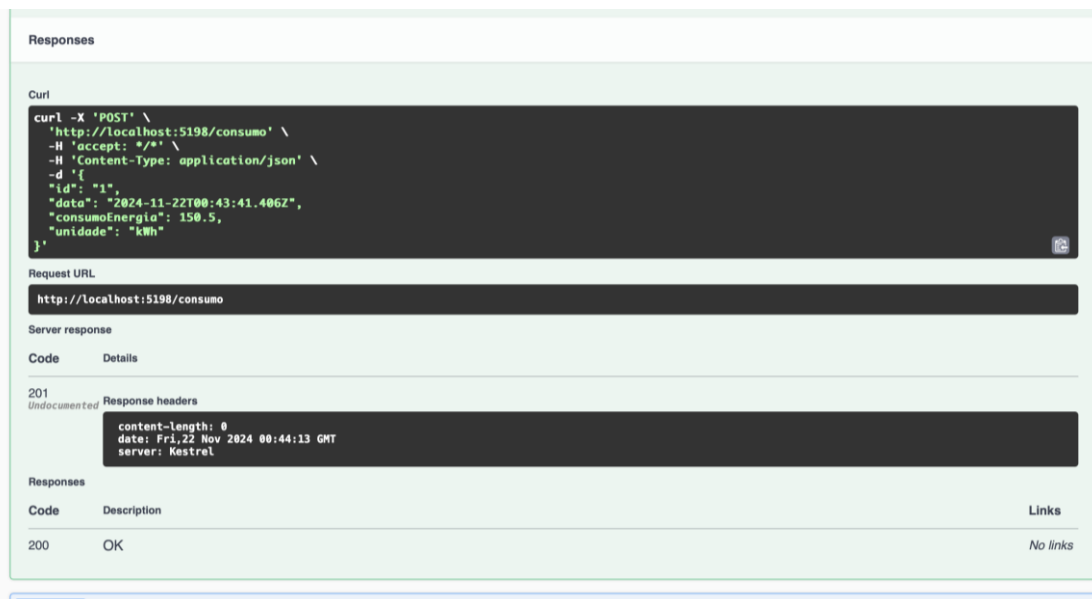 Responses
Curl
curl -X 'POST' \
'http://localhost:5198/consumo' \
-H 'accept: */*' \
-H 'Content-Type: application/json' \
-d '{
"id": "1",
"data": "2024-11-22T00:43:41.406Z",
"consumoEnergia": 150.5,
"unidade": "kWh"
}'
Request URL
http://localhost:5198/consumo
Server response
Code Details
201
Undocumented Response headers
content-length: 0
date: Fri,22 Nov 2024 00:44:13 GMT
server: Kestrel
Responses
Code Description Links
200 OK No links